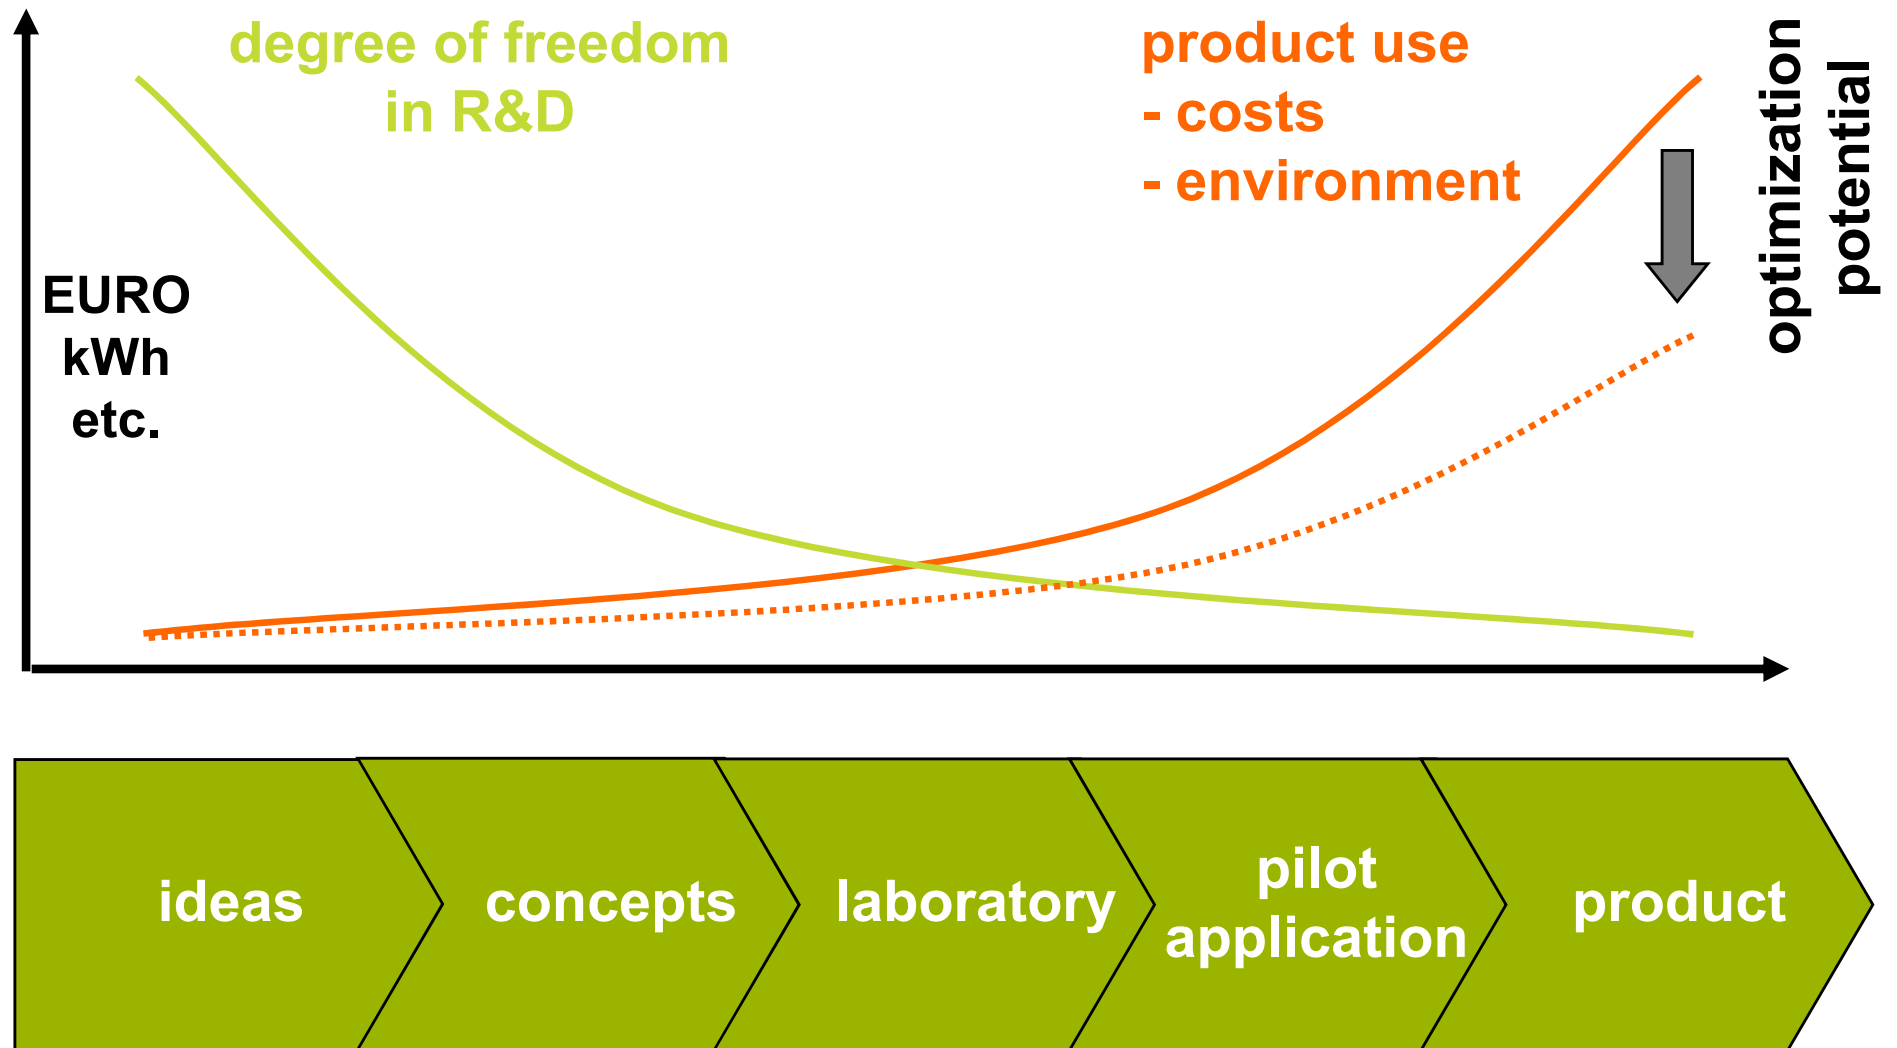 degree of freedom
in R&D
product use
- costs
- environment
optimization
potential
EURO
kWh
etc.
ideas
concepts
laboratory
pilot
application
product